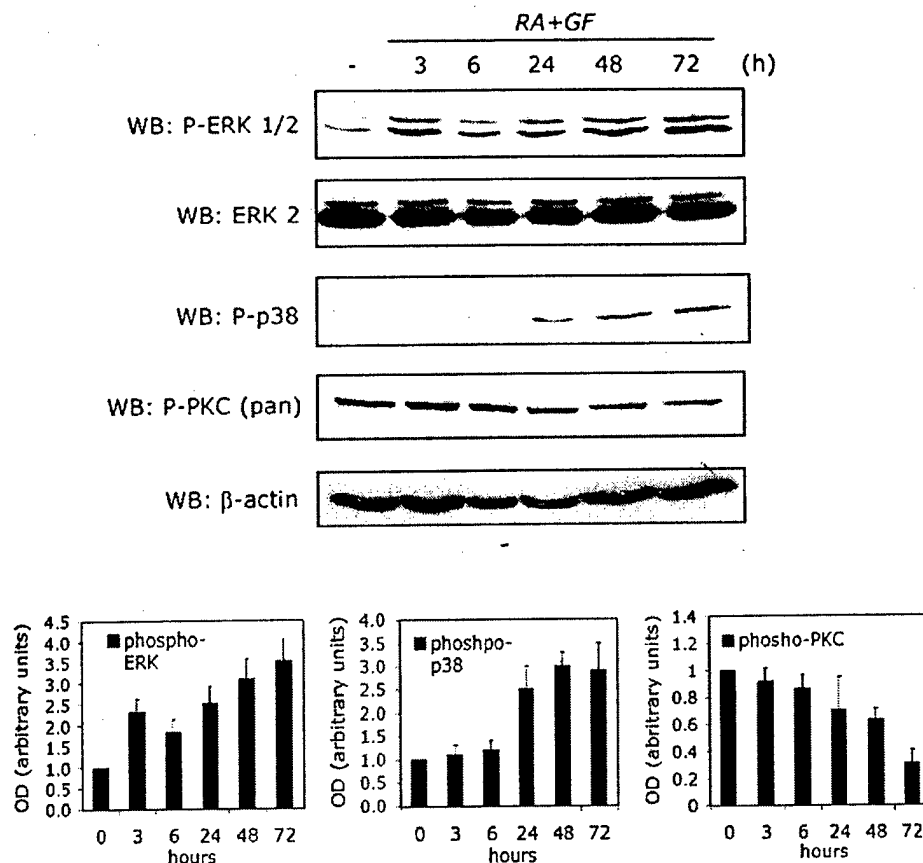 RA+GF
- 3 6 24 48 72 (h)
WB: P-ERK 1/2
WB: ERK 2
WB: P-p38
WB: P-PKC (pan)
WB: β-actin
OD (arbitrary units)
4.5
4.0
3.5
3.0
2.5
2.0
1.5
1.0
0.5
0.0
phospho-
ERK
0 3 6 24 48 72
hours
OD (arbitrary units)
4.0
3.5
3.0
2.5
2.0
1.5
1.0
0.5
0.0
phoshpo-
p38
0 3 6 24 48 72
hours
OD (abritrary units)
1.4
1.2
1
0.8
0.6
0.4
0.2
0
phosho-PKC
0 3 6 24 48 72
hours